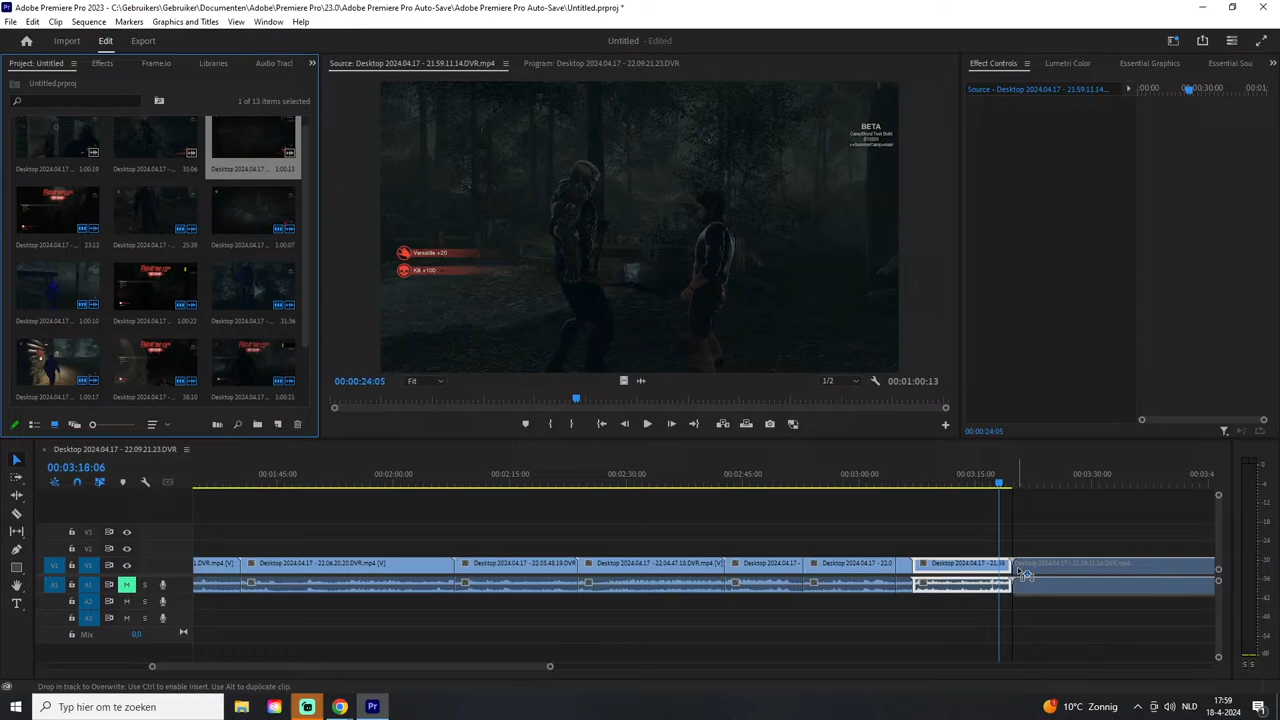 Adobe Premiere Pro 2023 - C:\Gebruikers\Gebruiker\Documenten\Adobe\Premiere Pro\23.0\Adobe Premiere Pro Auto-Save\Adobe Premiere Pro Auto-Save\Untitled.prproj *
File Edit Clip Sequence Markers Graphics and Titles View Window Help
Import Edit Export
Untitled - Edited
Project: Untitled Effects Frame.io Libraries Audio Tracl
Source: Desktop 2024.04.17 - 21.59.11.14.DVR.mp4 Program: Desktop 2024.04.17 - 22.09.21.23.DVR
Effect Controls Lumetri Color Essential Graphics Essential Sou
Untitled.prproj
Source • Desktop 2024.04.17 - 21.59.11.14... :00:00 00:00:30:00 00:01:
1 of 13 items selected
BETA
Desktop 2024.04.17 ... 1:00:19 Desktop 2024.04.17 ... 35:06 Desktop 2024.04.17 ... 1:00:13
Desktop 2024.04.17 -... 23:12 Desktop 2024.04.17 ... 25:39 Desktop 2024.04.17 ... 1:00:07
Versatile +20
Kill +100
Desktop 2024.04.17 ... 1:00:10 Desktop 2024.04.17 ... 1:00:22 Desktop 2024.04.17 ... 31:36
Desktop 2024.04.17 ... 1:00:17 Desktop 2024.04.17 ... 38:10 Desktop 2024.04.17 ... 1:00:21
00:00:24:05 Fit 1/2 00:01:00:13
00:00:24:05
Desktop 2024.04.17 - 22.09.21.23.DVR
00:03:18:06
00:01:45:00 00:02:00:00 00:02:15:00 00:02:30:00 00:02:45:00 00:03:00:00 00:03:15:00 00:03:30:00 00:03:4
V3
V2
V1 V1 1.DVR.mp4 [V] Desktop 2024.04.17 - 22.06.20.20.DVR.mp4 [V] Desktop 2024.04.17 - 22.05.48.19.DVR Desktop 2024.04.17 - 22.04.47.18.DVR.mp4 [V] Desktop 2024.04.17 - Desktop 2024.04.17 - 22.0 Desktop 2024.04.17 - 21.59. Desktop 2024.04.17 - 21.59.11.14.DVR.mp4
A1 A1 M S
A2 M S
A3 M S
Mix 0,0
0
-6
-12
-18
-24
-30
-36
-42
-48
-54
dB
S S
Drop in track to Overwrite. Use Ctrl to enable Insert. Use Alt to duplicate clip.
Typ hier om te zoeken
10°C Zonnig NLD 17:59
18-4-2024